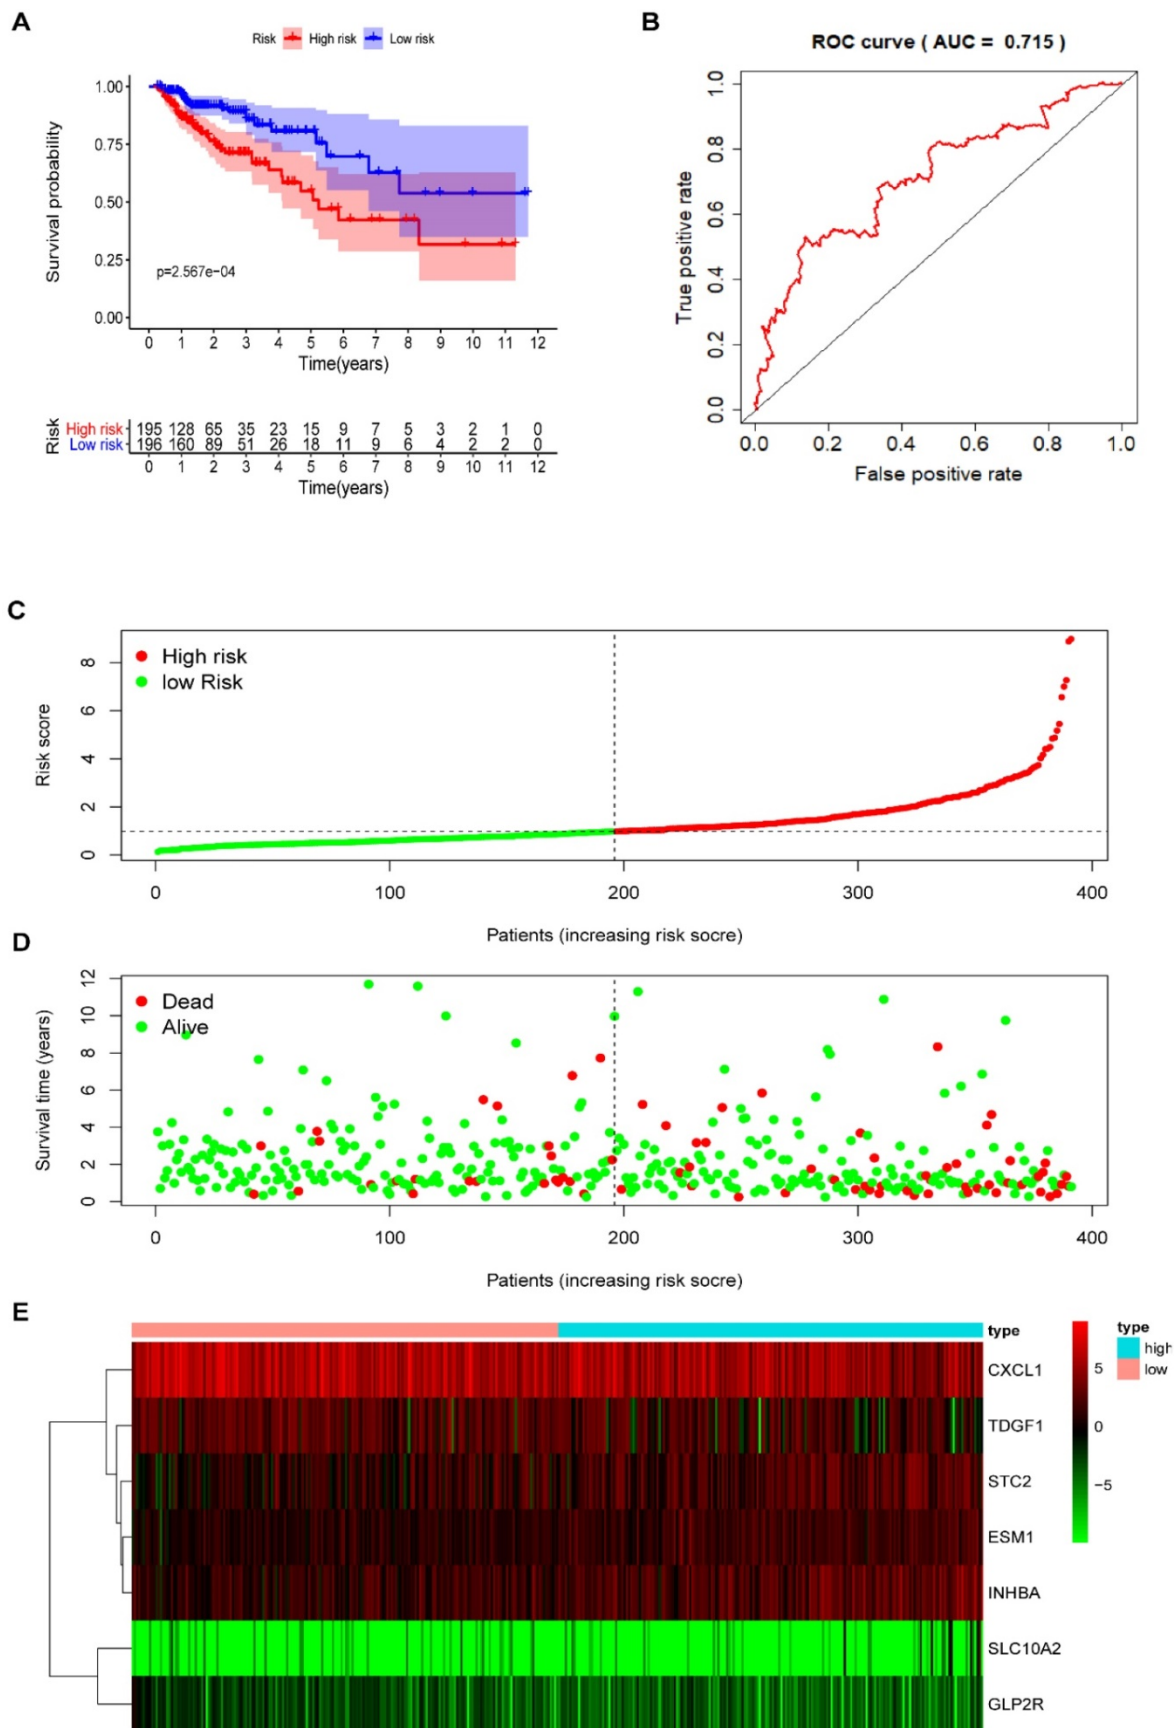 A
Risk High risk Low risk
Survival probability
1.00
0.75
0.50
0.25
0.00
p=2.567e−04
0 1 2 3 4 5 6 7 8 9 10 11 12
Time(years)
Risk
High risk 195 128 65 35 23 15 9 7 5 3 2 1 0
Low risk 196 160 89 51 26 18 11 9 6 4 2 2 0
0 1 2 3 4 5 6 7 8 9 10 11 12
Time(years)
B
ROC curve ( AUC = 0.715 )
True positive rate
1.0
0.8
0.6
0.4
0.2
0.0
0.0 0.2 0.4 0.6 0.8 1.0
False positive rate
C
High risk
low Risk
Risk score
8
6
4
2
0
0 100 200 300 400
Patients (increasing risk socre)
D
Dead
Alive
Survival time (years)
12
10
8
6
4
2
0
0 100 200 300 400
Patients (increasing risk socre)
E
type
CXCL1
TDGF1
STC2
ESM1
INHBA
SLC10A2
GLP2R
5
0
−5
type
high
low